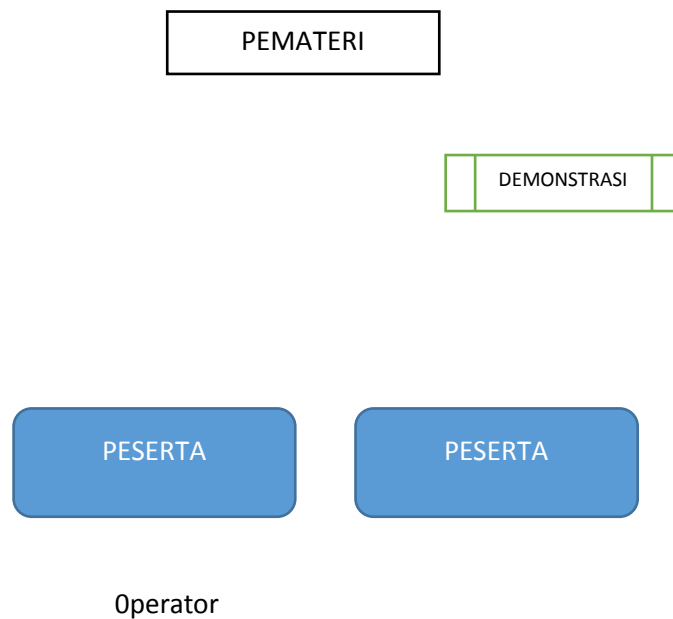 PEMATERI
DEMONSTRASI
PESERTA
PESERTA
0perator